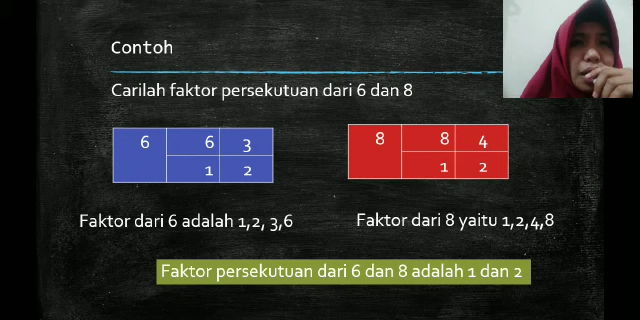 Contoh
Carilah faktor persekutuan dari 6 dan 8
6 6 3
1 2
8 8 4
1 2
Faktor dari 6 adalah 1,2, 3,6
Faktor dari 8 yaitu 1,2,4,8
Faktor persekutuan dari 6 dan 8 adalah 1 dan 2